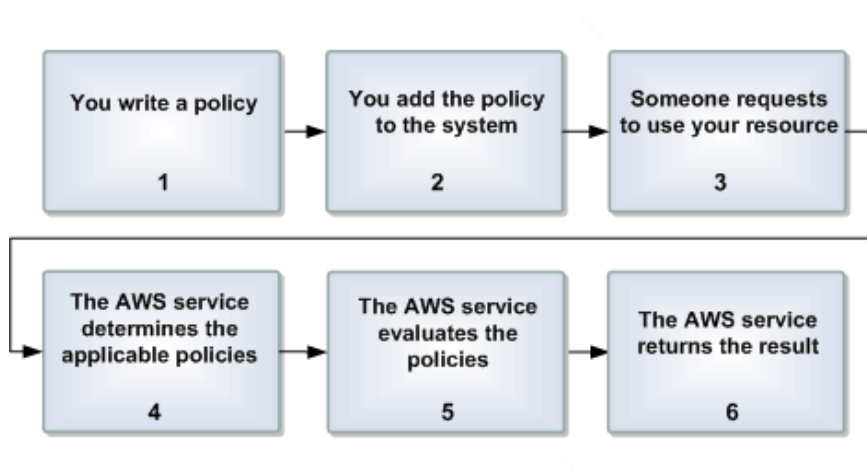 You write a policy
1
You add the policy
to the system
2
Someone requests
to use your resource
3
The AWS service
determines the
applicable policies
4
The AWS service
evaluates the
policies
5
The AWS service
returns the result
6